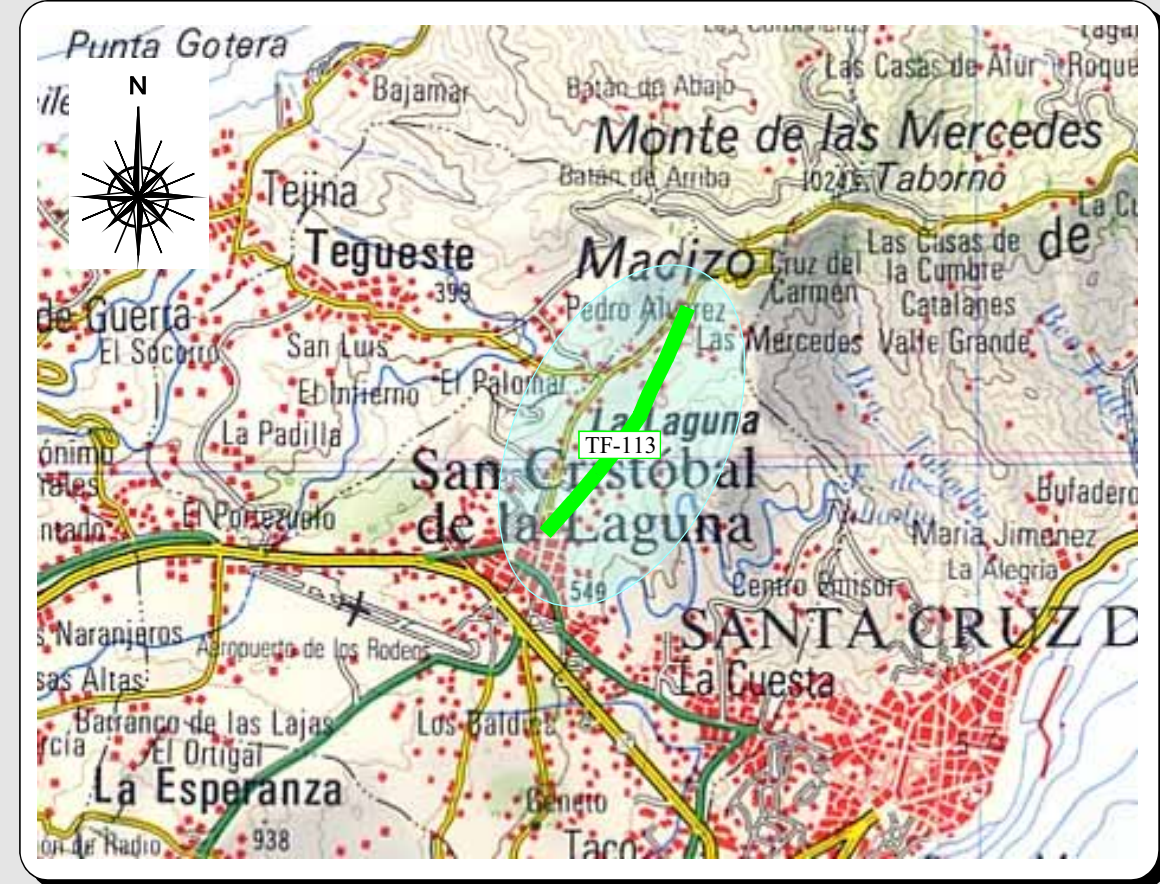 Punta Gotera
N
Bajamar
Batán de Abajo
Las Casas de Afur
Roque
Monte de las Mercedes
Batán de Arriba
1024
Taborno
Tejina
Tegueste
399
Madizo
Cruz del
Carmen
Las Casas de
la Cumbre
de
Catalanes
de Guerra
El Socorro
San Luis
Pedro Alvarez
Las Mercedes
Valle Grande
El Infierno
El Palomar
La Padilla
La Laguna
TF-113
San Cristóbal
de la Laguna
El Portezuelo
Bufadero
María Jiménez
La Alegría
Centro Emisor
549
s Naranjeros
Aeropuerto de los Rodeos
SANTA CRUZ D
sas Altas
La Cuesta
Barranco de las Lajas
Los Baldíos
El Ortigal
La Esperanza
Geneto
938
Taco